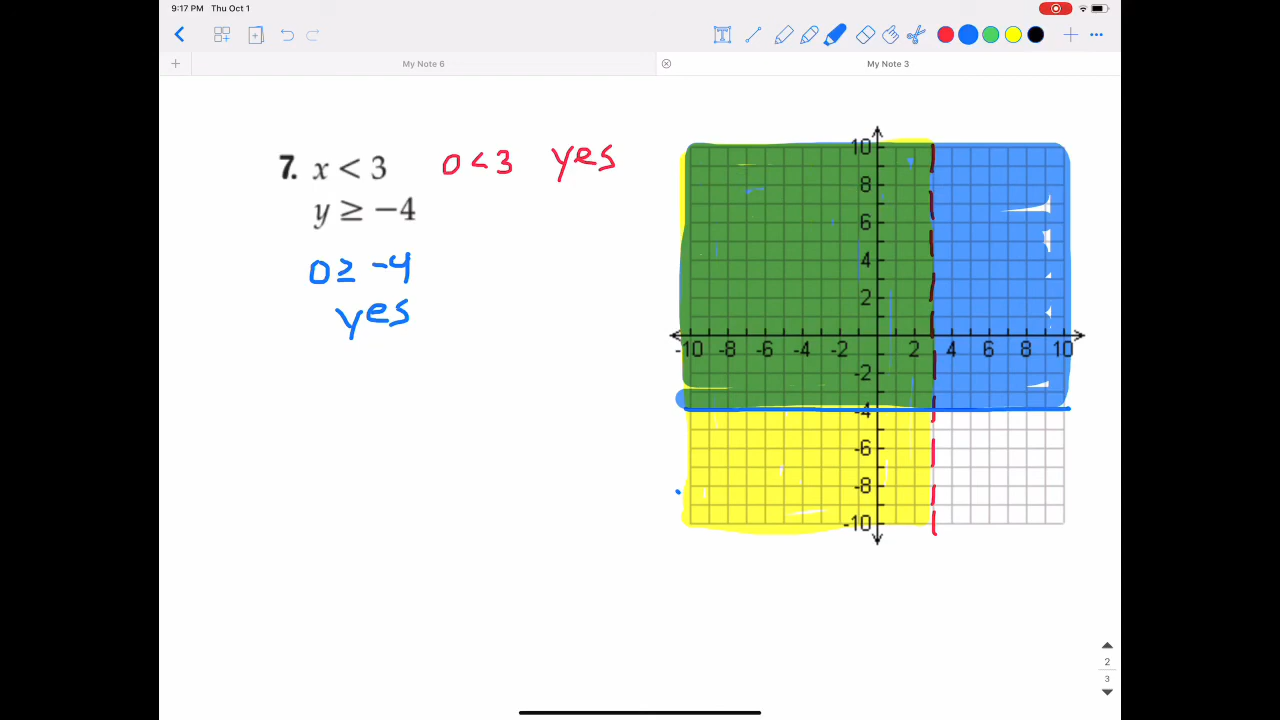 9:17 PM Thu Oct 1
My Note 6
My Note 3
7. x < 3
0 < 3 yes
y ≥ −4
0 ≥ -4
yes
10
8
6
4
2
-10 -8 -6 -4 -2 2 4 6 8 10
-2
-4
-6
-8
-10
2
3